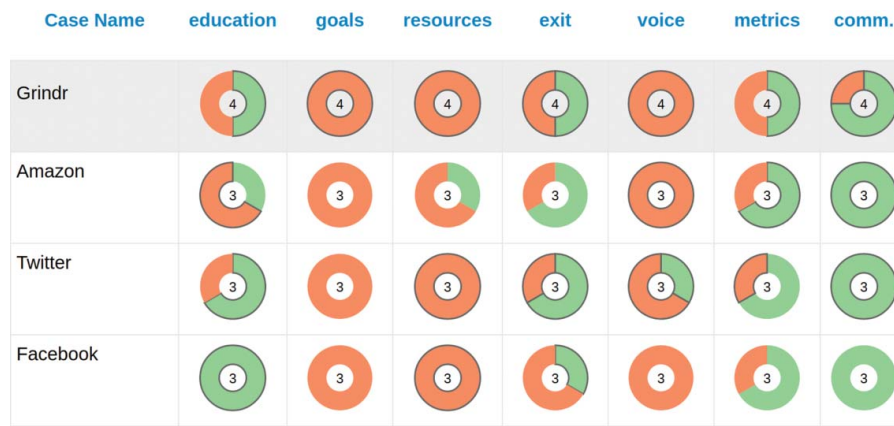 Case Name education goals resources exit voice metrics comm.
Grindr 4 4 4 4 4 4 4
Amazon 3 3 3 3 3 3 3
Twitter 3 3 3 3 3 3 3
Facebook 3 3 3 3 3 3 3